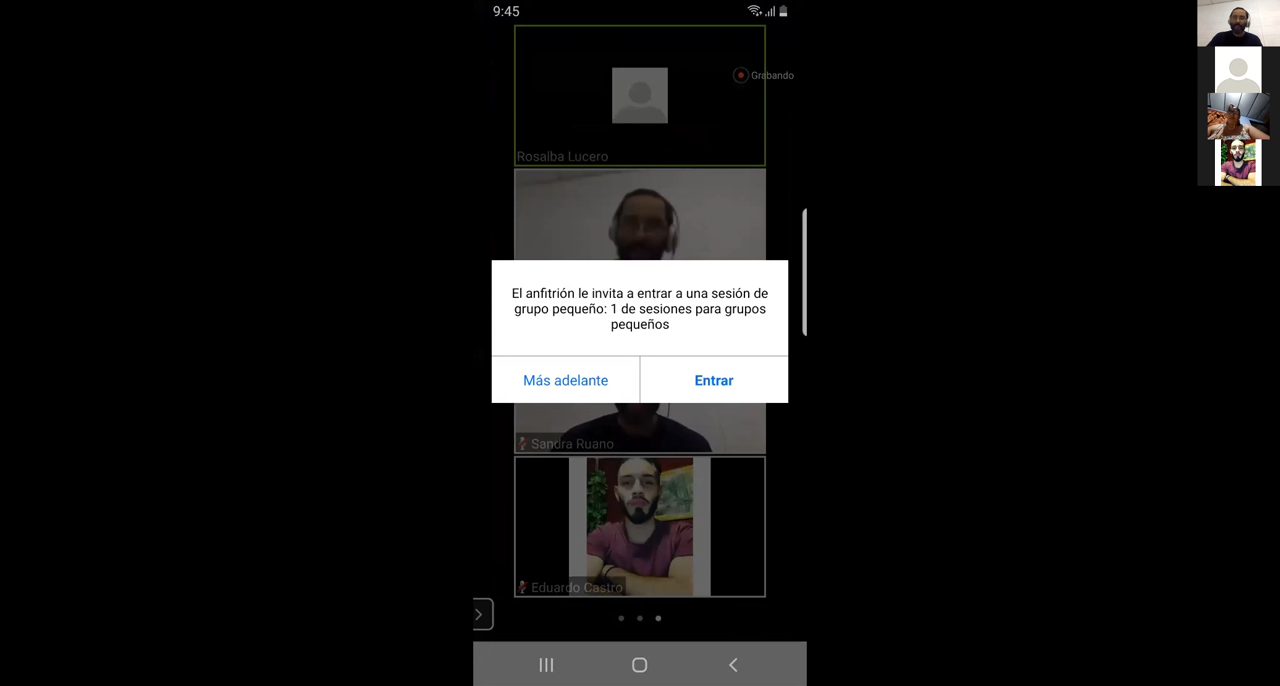 9:45
Grabando
Rosalba Lucero
El anfitrión le invita a entrar a una sesión de
grupo pequeño: 1 de sesiones para grupos
pequeños
Más adelante
Entrar
Sandra Ruano
Eduardo Castro